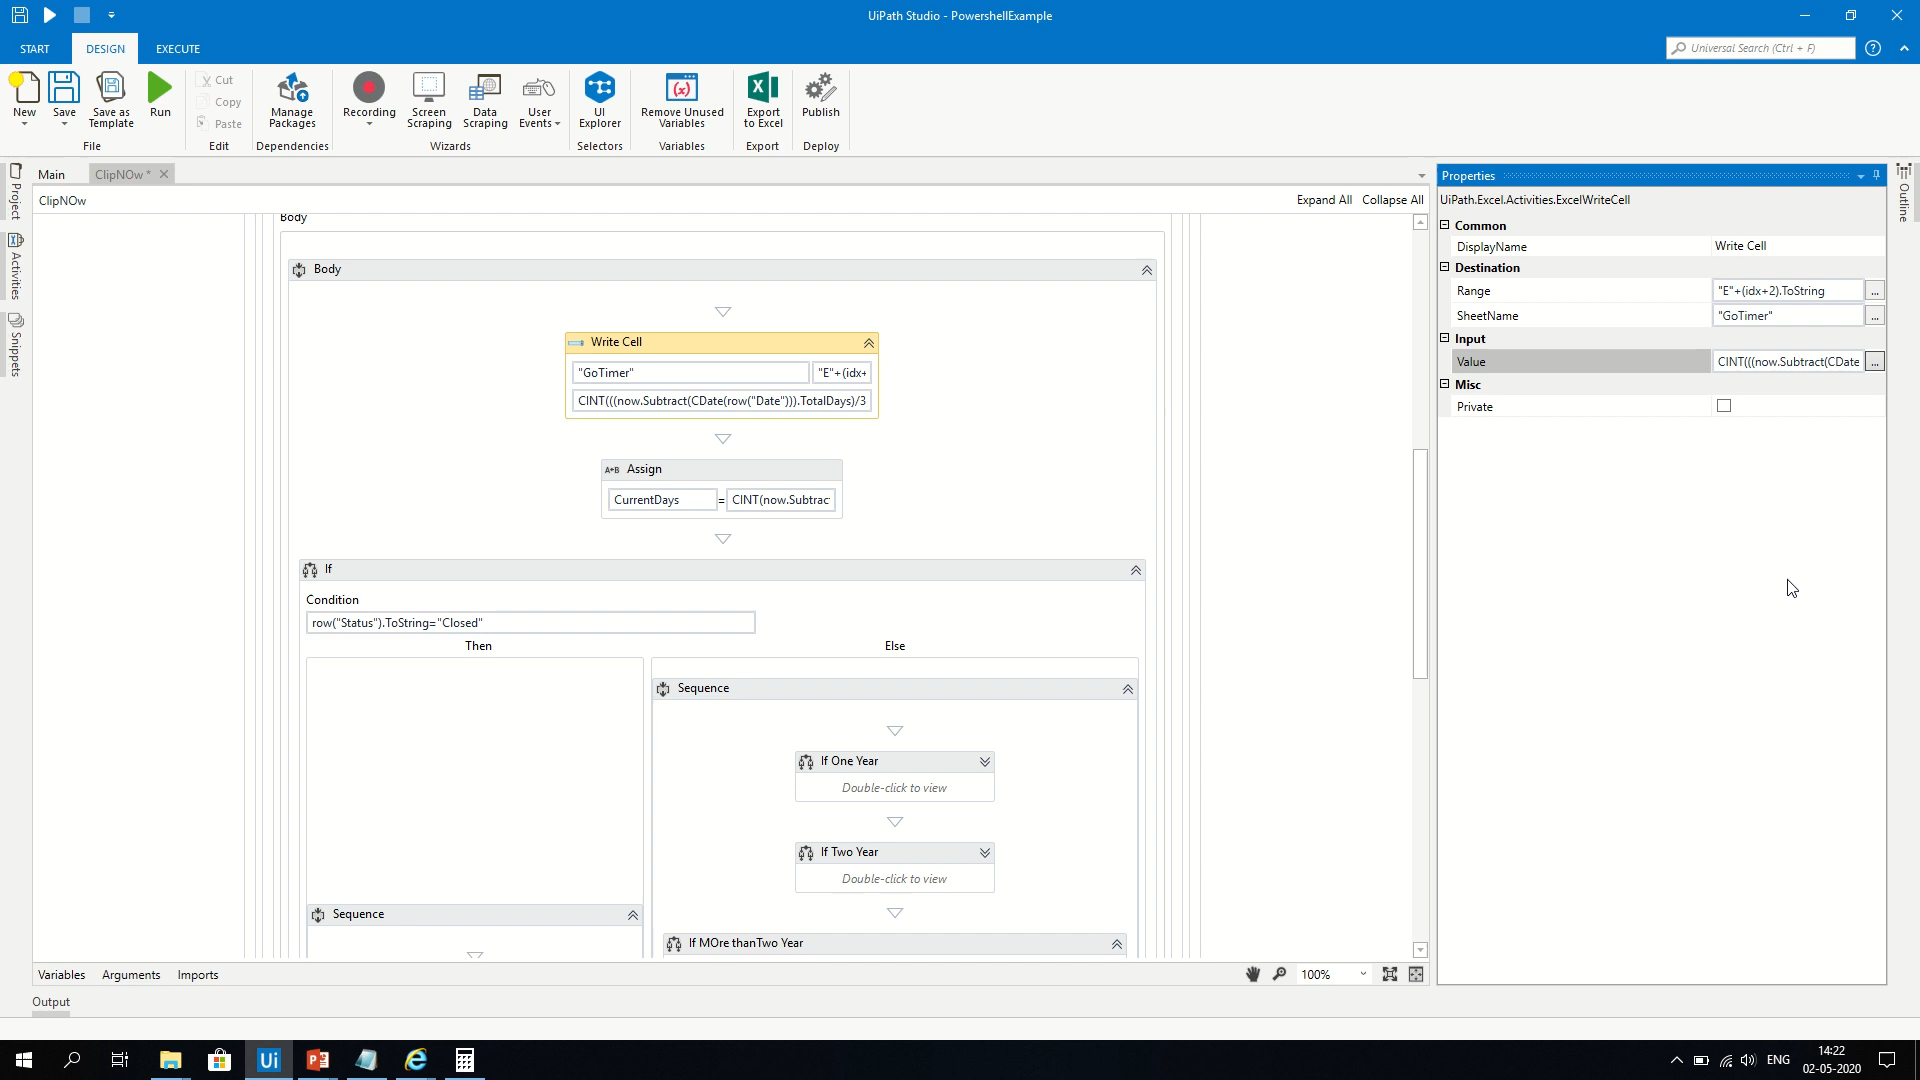 UiPath Studio - PowershellExample
START
DESIGN
EXECUTE
Universal Search (Ctrl + F)
New
Save
Save as Template
Run
Cut
Copy
Paste
Manage Packages
Recording
Screen Scraping
Data Scraping
User Events
UI Explorer
Remove Unused Variables
Export to Excel
Publish
File
Edit
Dependencies
Wizards
Selectors
Variables
Export
Deploy
Project
Activities
Snippets
Main
ClipNOw *
ClipNOw
Expand All
Collapse All
Body
Body
Write Cell
"GoTimer"
"E"+(idx+
CINT(((now.Subtract(CDate(row("Date"))).TotalDays)/3
A+B Assign
CurrentDays
=
CINT(now.Subtrac
If
Condition
row("Status").ToString="Closed"
Then
Else
Sequence
If One Year
Double-click to view
If Two Year
Double-click to view
Sequence
If MOre thanTwo Year
Properties
UiPath.Excel.Activities.ExcelWriteCell
Common
DisplayName
Write Cell
Destination
Range
"E"+(idx+2).ToString
...
SheetName
"GoTimer"
...
Input
Value
CINT(((now.Subtract(CDate
...
Misc
Private
Outline
Variables
Arguments
Imports
100%
Output
Ui
ENG
14:22
02-05-2020